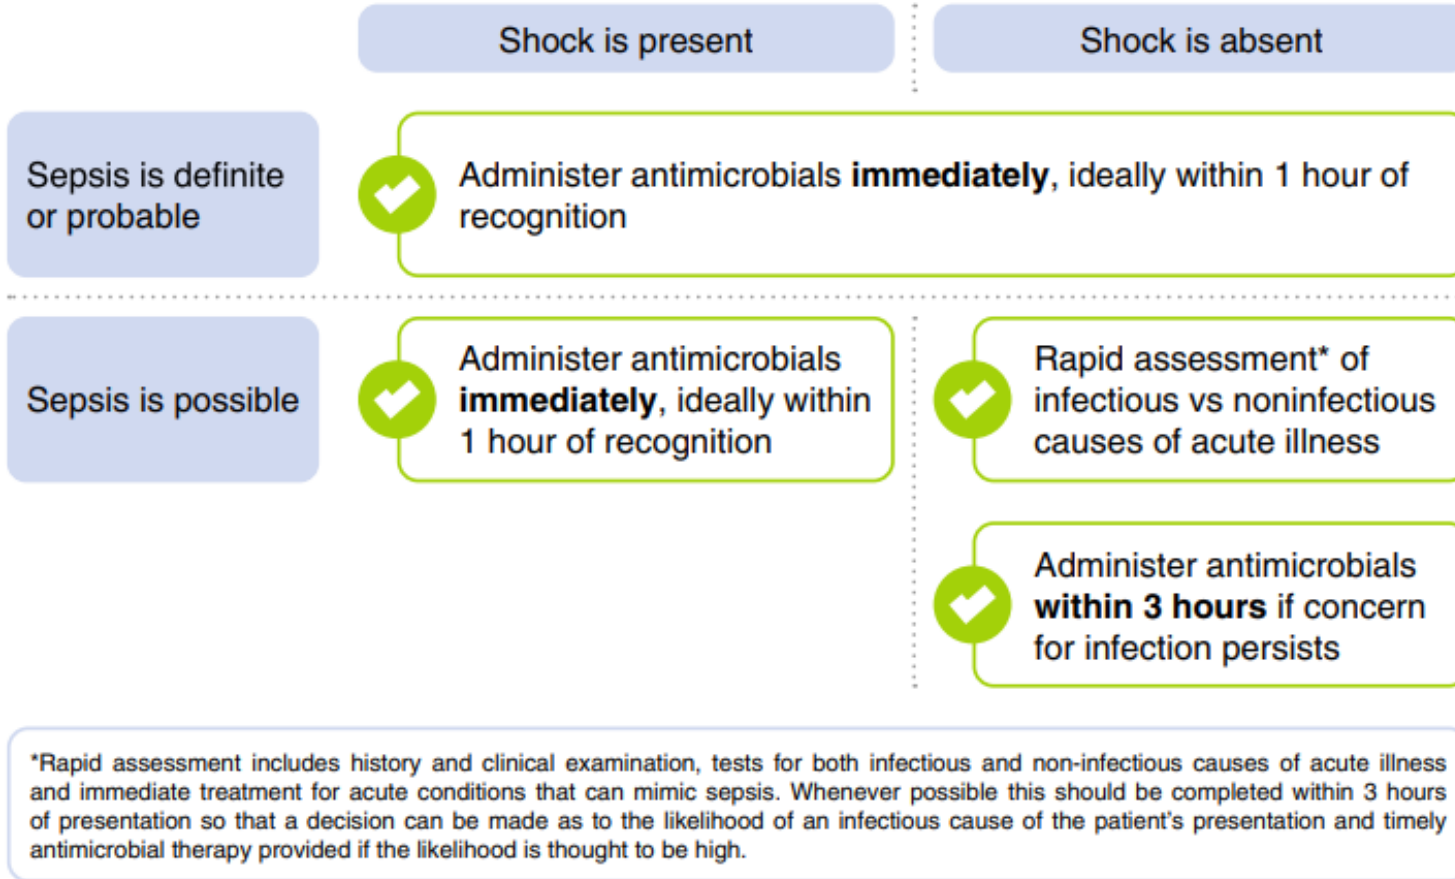 Shock is present
Shock is absent
Sepsis is definite
or probable
Administer antimicrobials immediately, ideally within 1 hour of
recognition
Sepsis is possible
Administer antimicrobials
immediately, ideally within
1 hour of recognition
Rapid assessment* of
infectious vs noninfectious
causes of acute illness
Administer antimicrobials
within 3 hours if concern
for infection persists
*Rapid assessment includes history and clinical examination, tests for both infectious and non-infectious causes of acute illness
and immediate treatment for acute conditions that can mimic sepsis. Whenever possible this should be completed within 3 hours
of presentation so that a decision can be made as to the likelihood of an infectious cause of the patient's presentation and timely
antimicrobial therapy provided if the likelihood is thought to be high.